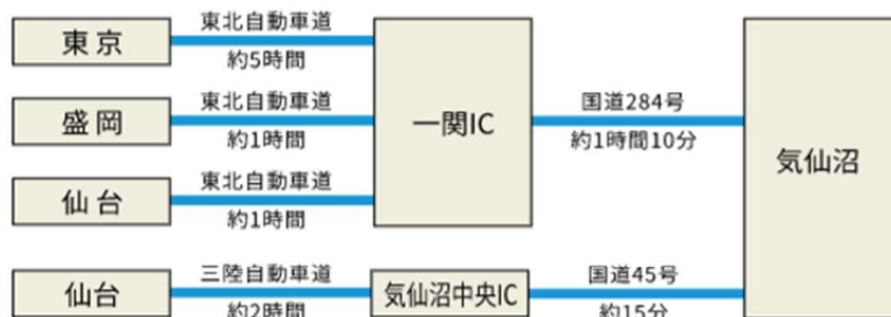 東京
東北自動車道
約5時間
盛岡
東北自動車道
約1時間
仙台
東北自動車道
約1時間
一関IC
国道284号
約1時間10分
仙台
三陸自動車道
約2時間
気仙沼中央IC
国道45号
約15分
気仙沼